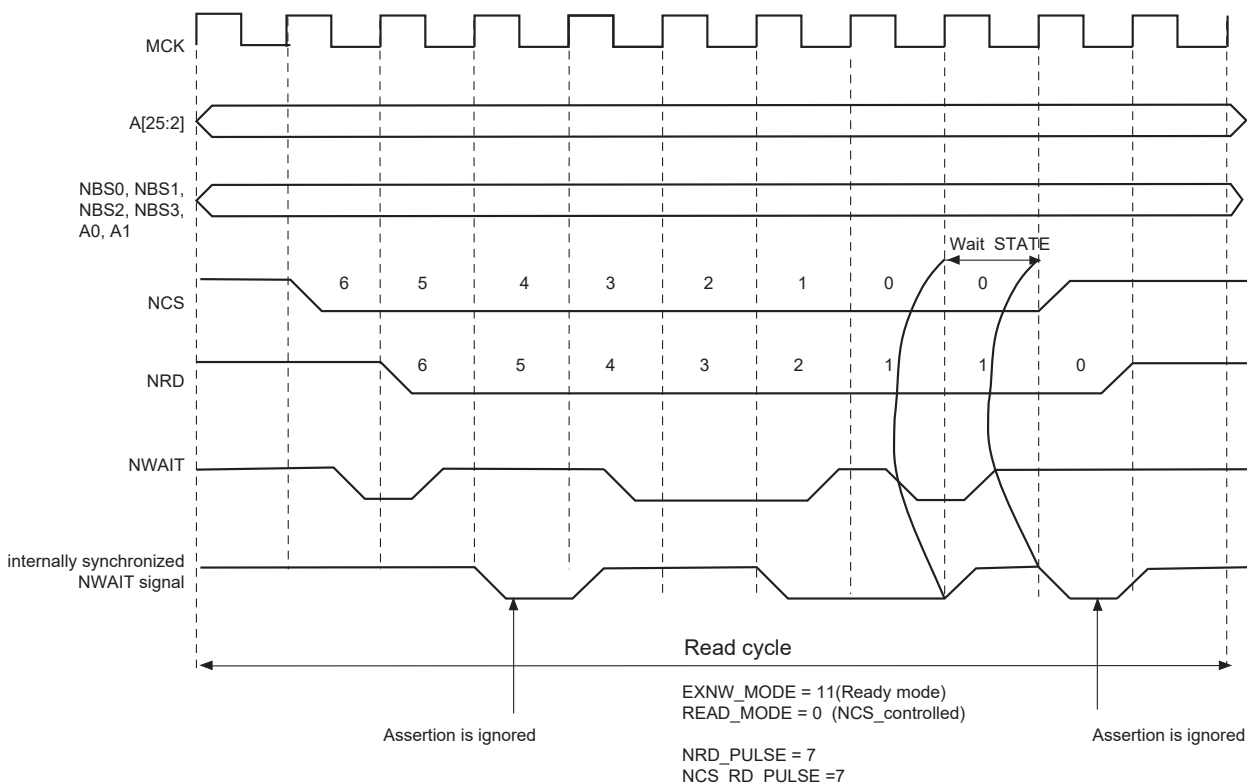 MCK
A[25:2]
NBS0, NBS1,
NBS2, NBS3,
A0, A1
Wait STATE
NCS
6 5 4 3 2 1 0 0
NRD
6 5 4 3 2 1 1 0
NWAIT
internally synchronized
NWAIT signal
Read cycle
EXNW_MODE = 11(Ready mode)
READ_MODE = 0 (NCS_controlled)
Assertion is ignored
Assertion is ignored
NRD_PULSE = 7
NCS_RD_PULSE =7